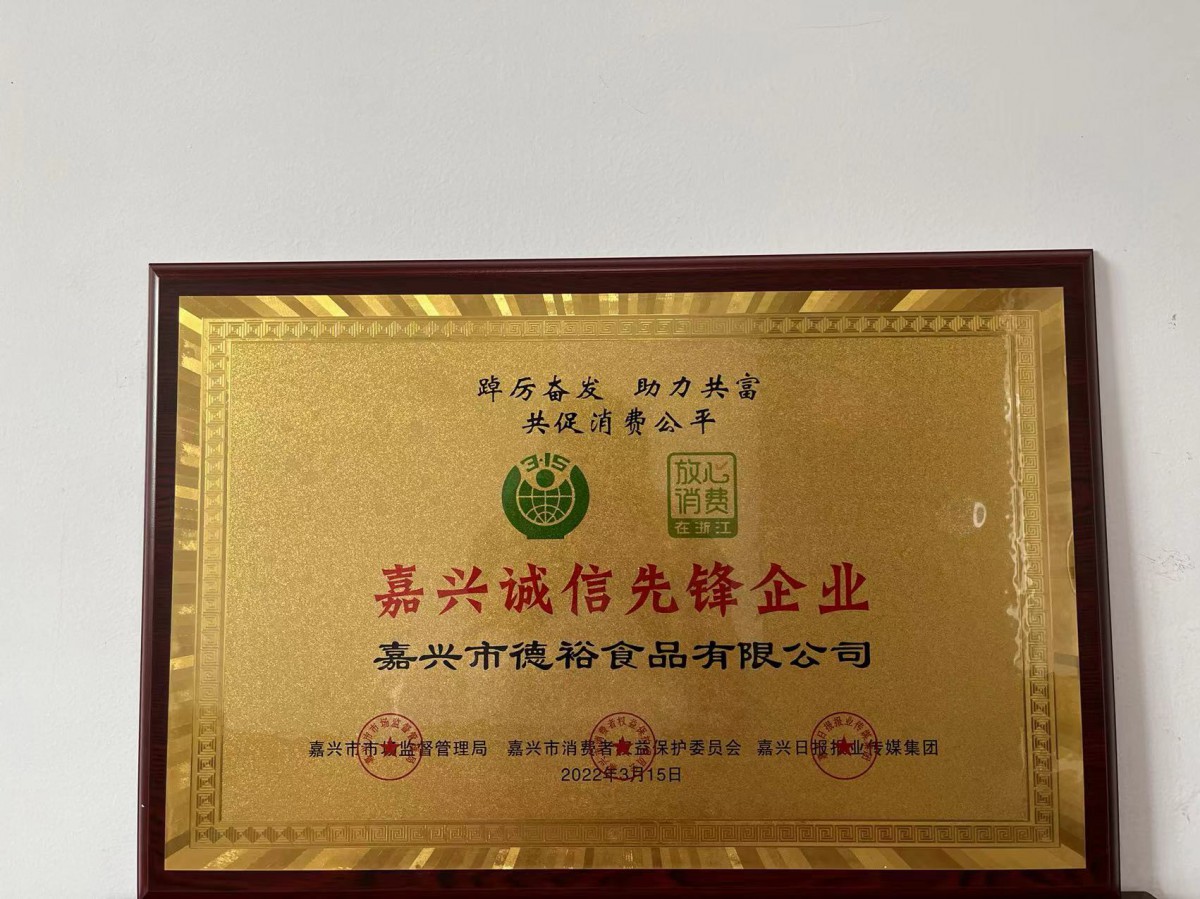 踔厉奋发 助力共富
共促消费公平
3·15
放心
消费
在浙江
嘉兴诚信先锋企业
嘉兴市德裕食品有限公司
嘉兴市市场监督管理局 嘉兴市消费者权益保护委员会 嘉兴日报报业传媒集团
2022年3月15日